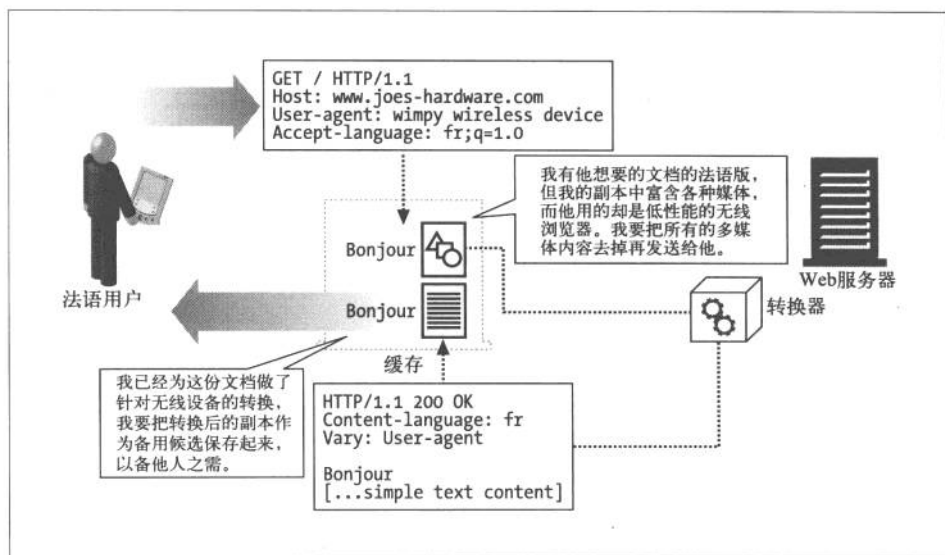 GET / HTTP/1.1
Host: www.joes-hardware.com
User-agent: wimpy wireless device
Accept-language: fr;q=1.0
我有他想要的文档的法语版，
但我的副本中富含各种媒体，
而他用的却是低性能的无线
浏览器。我要把所有的多媒
体内容去掉再发送给他。
Bonjour
Web服务器
法语用户
Bonjour
转换器
缓存
我已经为这份文档做了
针对无线设备的转换，
我要把转换后的副本作
为备用候选保存起来，
以备他人之需。
HTTP/1.1 200 OK
Content-language: fr
Vary: User-agent
Bonjour
[...simple text content]